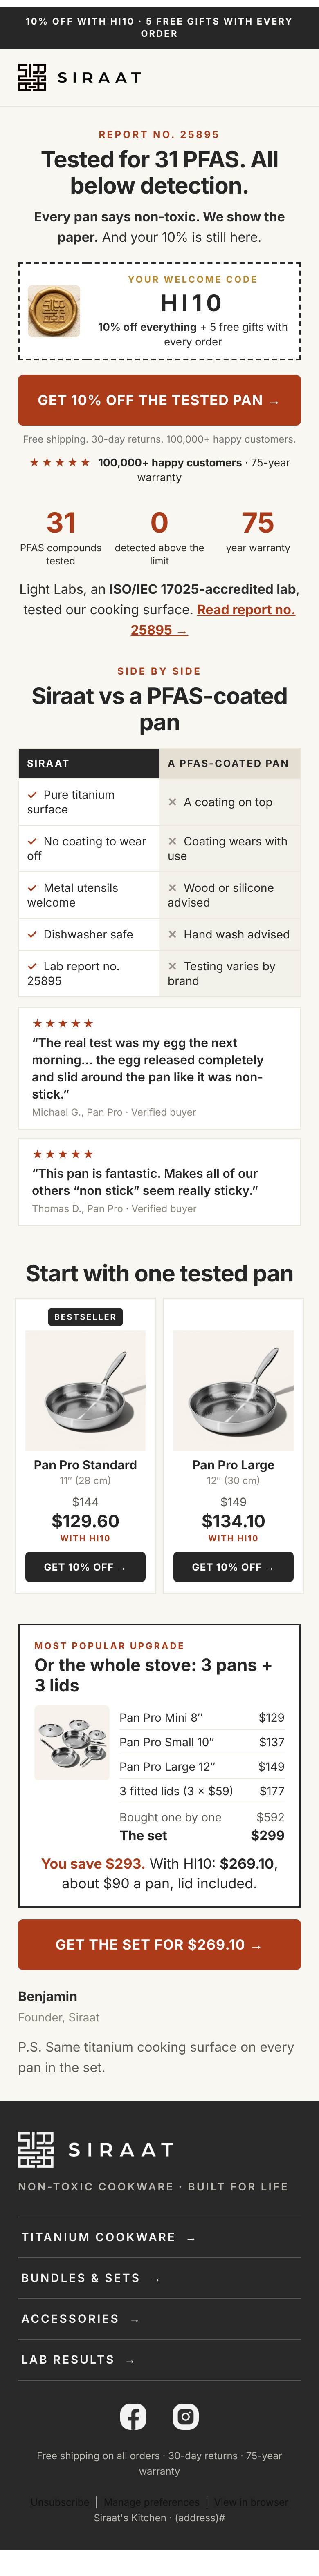 10% OFF WITH HI10 · 5 FREE GIFTS WITH EVERY
ORDER
SIRAAT
REPORT NO. 25895
Tested for 31 PFAS. All
below detection.
Every pan says non-toxic. We show the
paper. And your 10% is still here.
YOUR WELCOME CODE
HI10
10% off everything + 5 free gifts with
every order
GET 10% OFF THE TESTED PAN →
Free shipping. 30-day returns. 100,000+ happy customers.
★★★★★ 100,000+ happy customers · 75-year
warranty
31 0 75
PFAS compounds tested
detected above the limit
year warranty
Light Labs, an ISO/IEC 17025-accredited lab,
tested our cooking surface. Read report no.
25895 →
SIDE BY SIDE
Siraat vs a PFAS-coated
pan
SIRAAT A PFAS-COATED PAN
✓ Pure titanium surface
✕ A coating on top
✓ No coating to wear off
✕ Coating wears with use
✓ Metal utensils welcome
✕ Wood or silicone advised
✓ Dishwasher safe
✕ Hand wash advised
✓ Lab report no. 25895
✕ Testing varies by brand
★★★★★
“The real test was my egg the next
morning… the egg released completely
and slid around the pan like it was non-
stick.”
Michael G., Pan Pro · Verified buyer
★★★★★
“This pan is fantastic. Makes all of our
others “non stick” seem really sticky.”
Thomas D., Pan Pro · Verified buyer
Start with one tested pan
BESTSELLER
Pan Pro Standard
11″ (28 cm)
$144
$129.60
WITH HI10
GET 10% OFF →
Pan Pro Large
12″ (30 cm)
$149
$134.10
WITH HI10
GET 10% OFF →
MOST POPULAR UPGRADE
Or the whole stove: 3 pans +
3 lids
Pan Pro Mini 8″ $129
Pan Pro Small 10″ $137
Pan Pro Large 12″ $149
3 fitted lids (3 × $59) $177
Bought one by one $592
The set $299
You save $293. With HI10: $269.10,
about $90 a pan, lid included.
GET THE SET FOR $269.10 →
Benjamin
Founder, Siraat
P.S. Same titanium cooking surface on every
pan in the set.
SIRAAT
NON-TOXIC COOKWARE · BUILT FOR LIFE
TITANIUM COOKWARE →
BUNDLES & SETS →
ACCESSORIES →
LAB RESULTS →
Free shipping on all orders · 30-day returns · 75-year
warranty
Unsubscribe | Manage preferences | View in browser
Siraat's Kitchen · (address)#